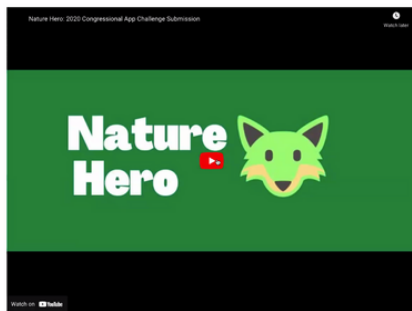 Nature Hero: 2020 Congressional App Challenge Submission
Watch later
Nature
Hero
Watch on YouTube